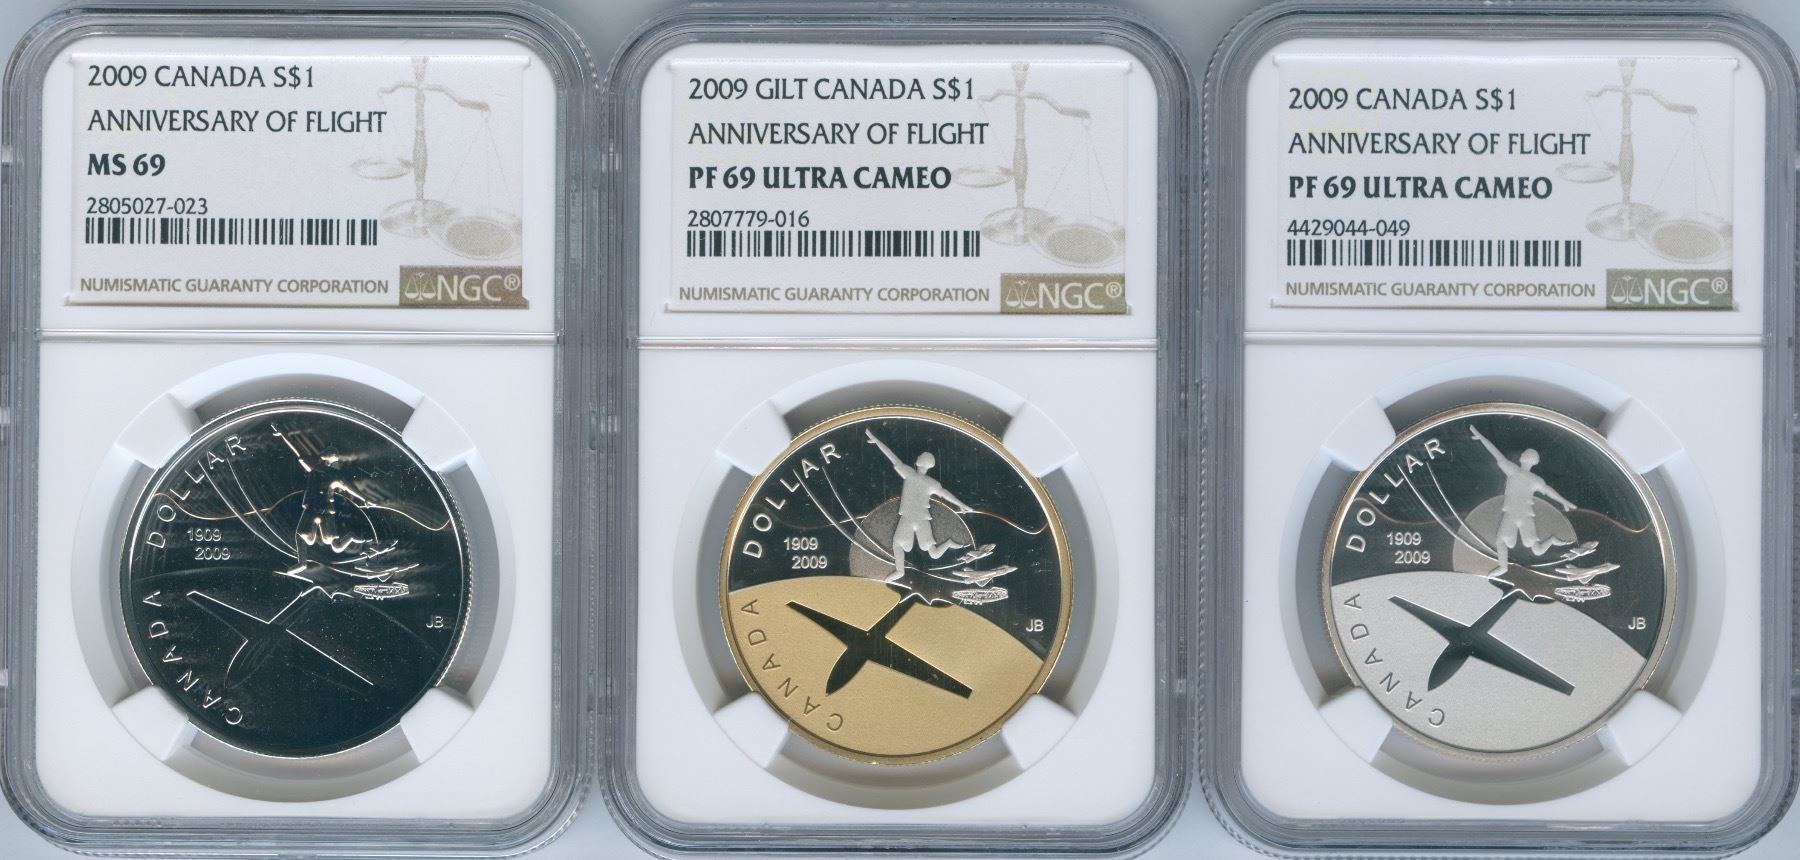 2009 CANADA S$1
ANNIVERSARY OF FLIGHT
MS 69
2805027-023
NUMISMATIC GUARANTY CORPORATION NGC®
DOLLAR
1909
2009
JB
CANADA
2009 GILT CANADA S$1
ANNIVERSARY OF FLIGHT
PF 69 ULTRA CAMEO
2807779-016
NUMISMATIC GUARANTY CORPORATION NGC®
DOLLAR
1909
2009
JB
CANADA
2009 CANADA S$1
ANNIVERSARY OF FLIGHT
PF 69 ULTRA CAMEO
4429044-049
NUMISMATIC GUARANTY CORPORATION NGC®
DOLLAR
1909
2009
JB
CANADA